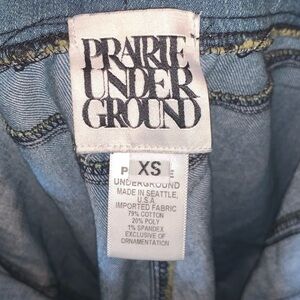 PRAIRIE
UNDER
GROUND
XS
UNDERGROUND
MADE IN SEATTLE,
U.S.A
IMPORTED FABRIC
79% COTTON
20% POLY
1% SPANDEX
EXCLUSIVE OF
ORNAMENTATION